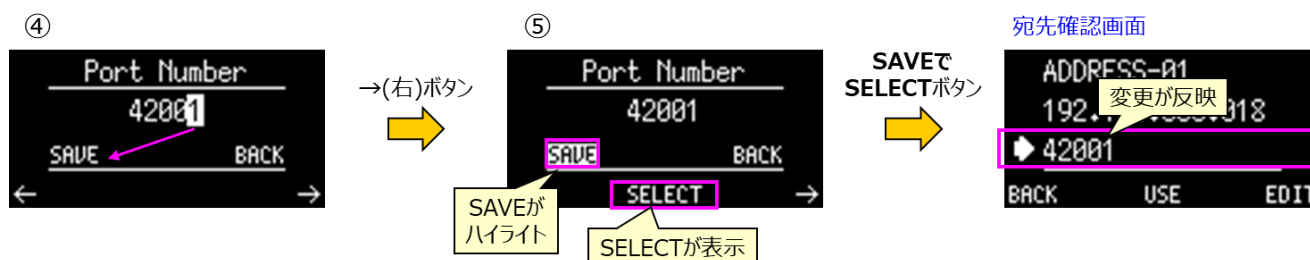 ④
Port Number
42001
SAVE BACK
← →
→(右)ボタン
⑤
Port Number
42001
SAVE BACK
SELECT →
SAVEが
ハイライト
SELECTが表示
SAVEで
SELECTボタン
宛先確認画面
ADDRESS-01
変更が反映
192. 018
42001
BACK USE EDIT